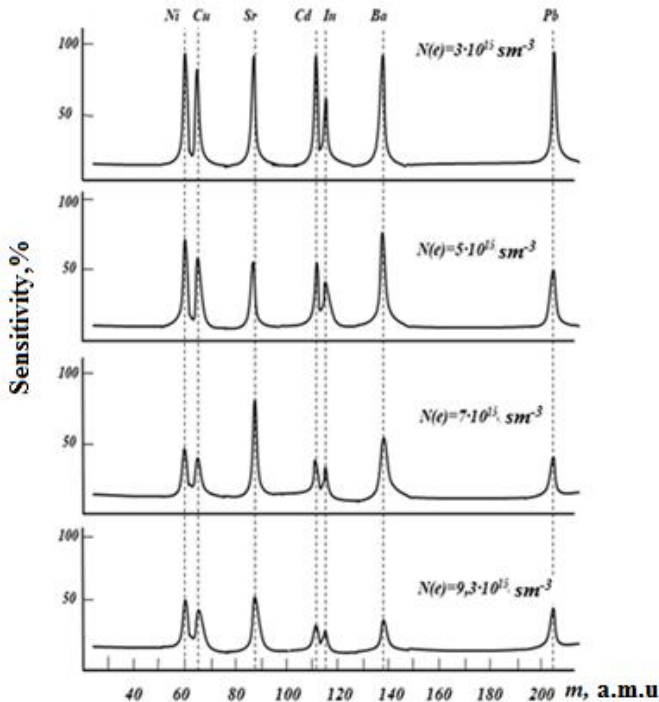 Ni Cu Sr Cd In Ba Pb
100
N(e)=3·10¹⁵ sm⁻³
50
100
N(e)=5·10¹⁵ sm⁻³
50
Sensitivity,%
100
N(e)=7·10¹⁵. sm⁻³
50
100
N(e)=9,3·10¹⁵. sm⁻³
50
40 60 80 100 120 140 160 180 200 m, a.m.u